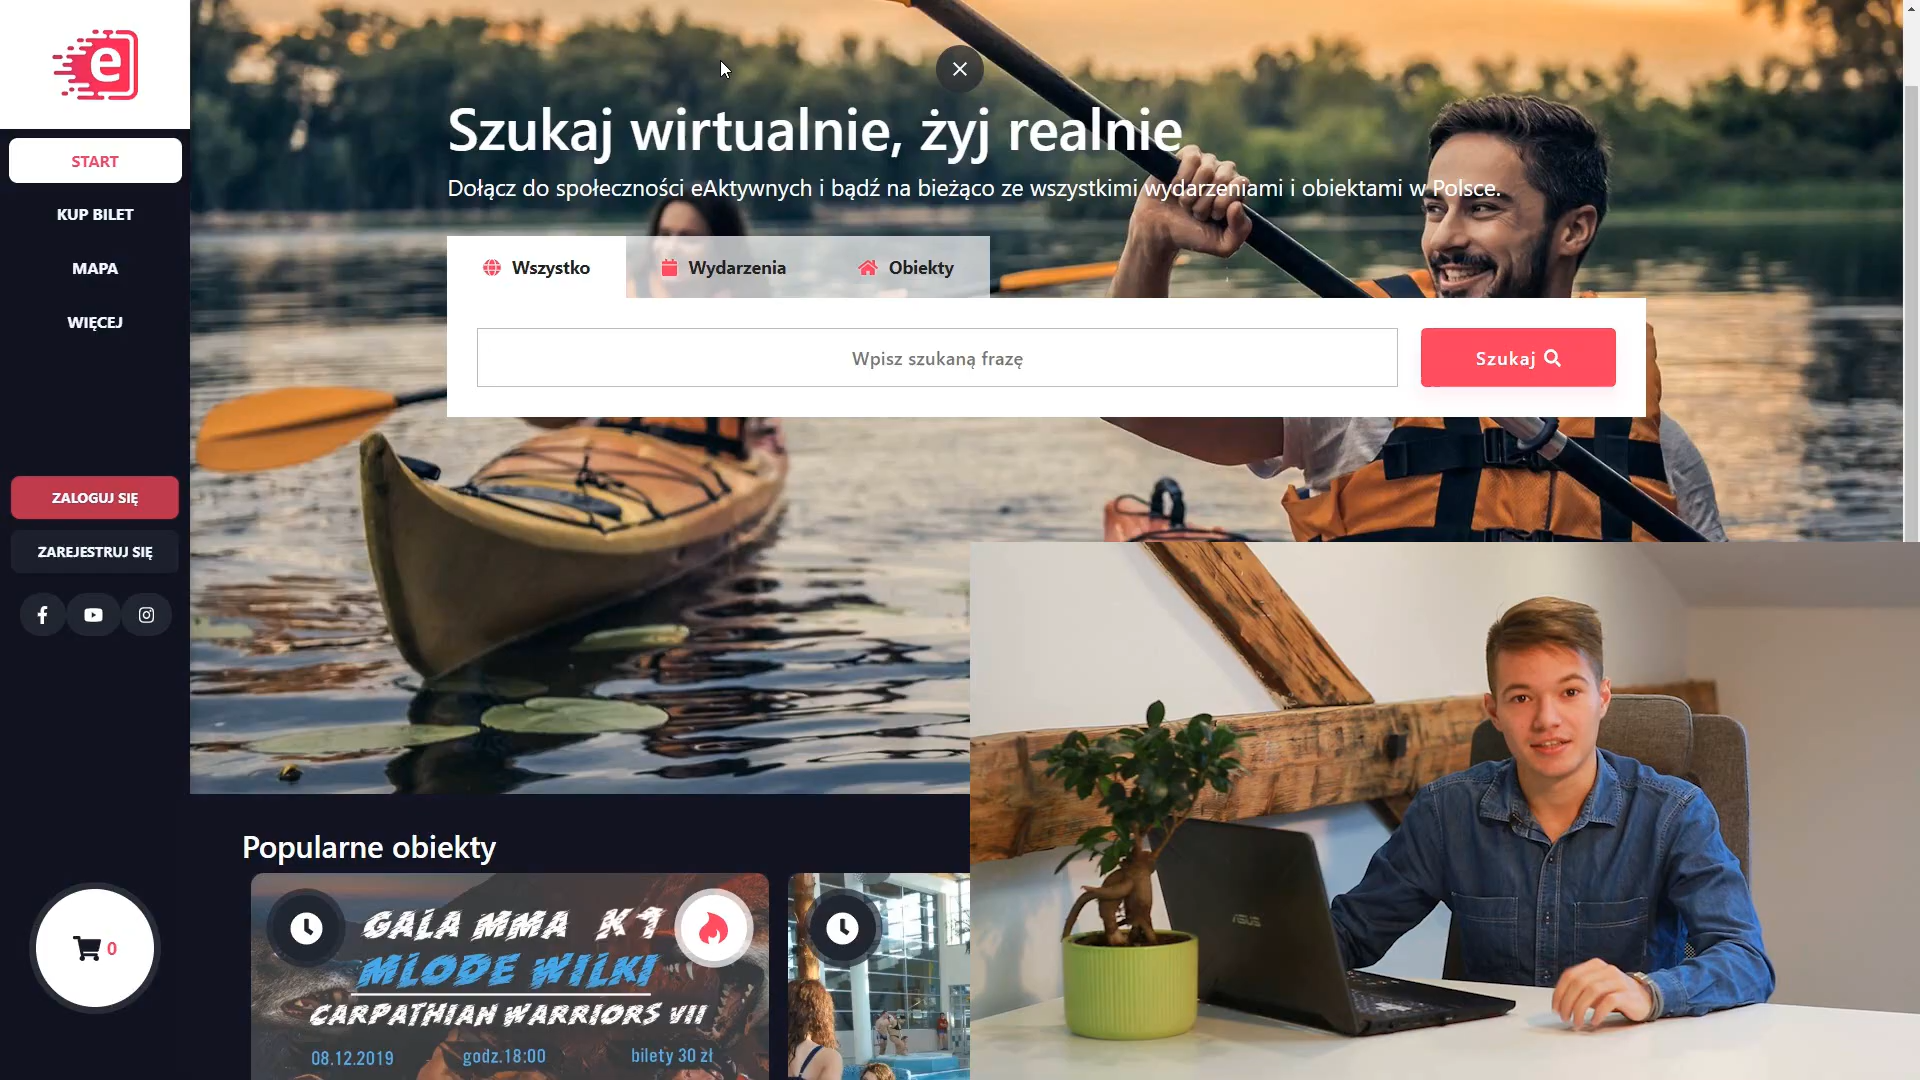 e
START
KUP BILET
MAPA
WIĘCEJ
ZALOGUJ SIĘ
ZAREJESTRUJ SIĘ
0
Szukaj wirtualnie, żyj realnie
Dołącz do społeczności eAktywnych i bądź na bieżąco ze wszystkimi wydarzeniami i obiektami w Polsce.
Wszystko
Wydarzenia
Obiekty
Wpisz szukaną frazę
Szukaj
Popularne obiekty
GALA MMA K1
MŁODE WILKI
CARPATHIAN WARRIORS VII
08.12.2019 godz.18:00 bilety 30 zł
ASUS